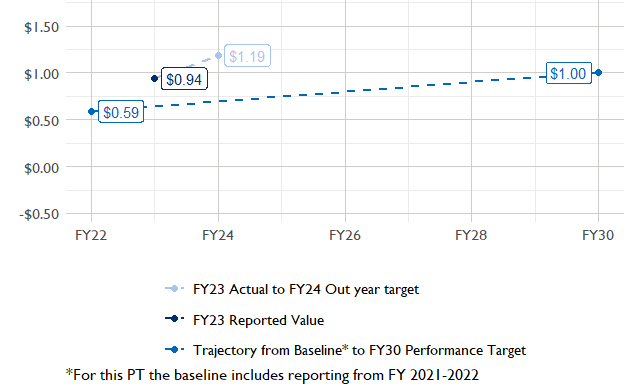 $1.50
$1.19
$1.00
$0.94
$1.00
$0.59
$0.50
$0.00
-$0.50
FY22 FY24 FY26 FY28 FY30
FY23 Actual to FY24 Out year target
FY23 Reported Value
Trajectory from Baseline* to FY30 Performance Target
*For this PT the baseline includes reporting from FY 2021-2022